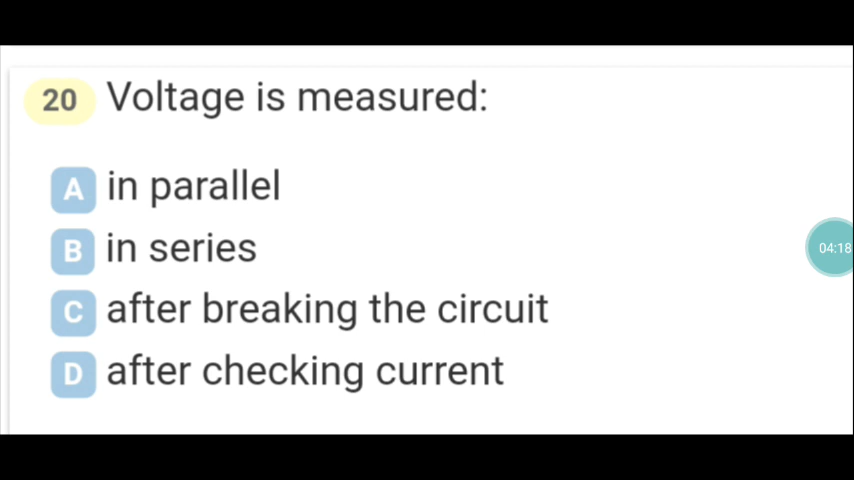 20 Voltage is measured:
A in parallel
B in series
C after breaking the circuit
D after checking current
04:18